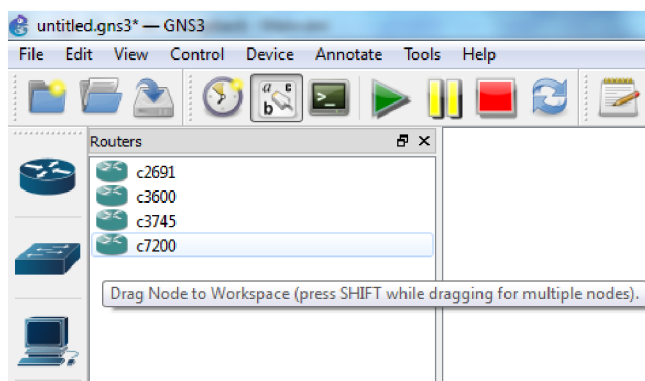 untitled.gns3* — GNS3
File Edit View Control Device Annotate Tools Help
a c
b
>_
Routers
c2691
c3600
c3745
c7200
Drag Node to Workspace (press SHIFT while dragging for multiple nodes).